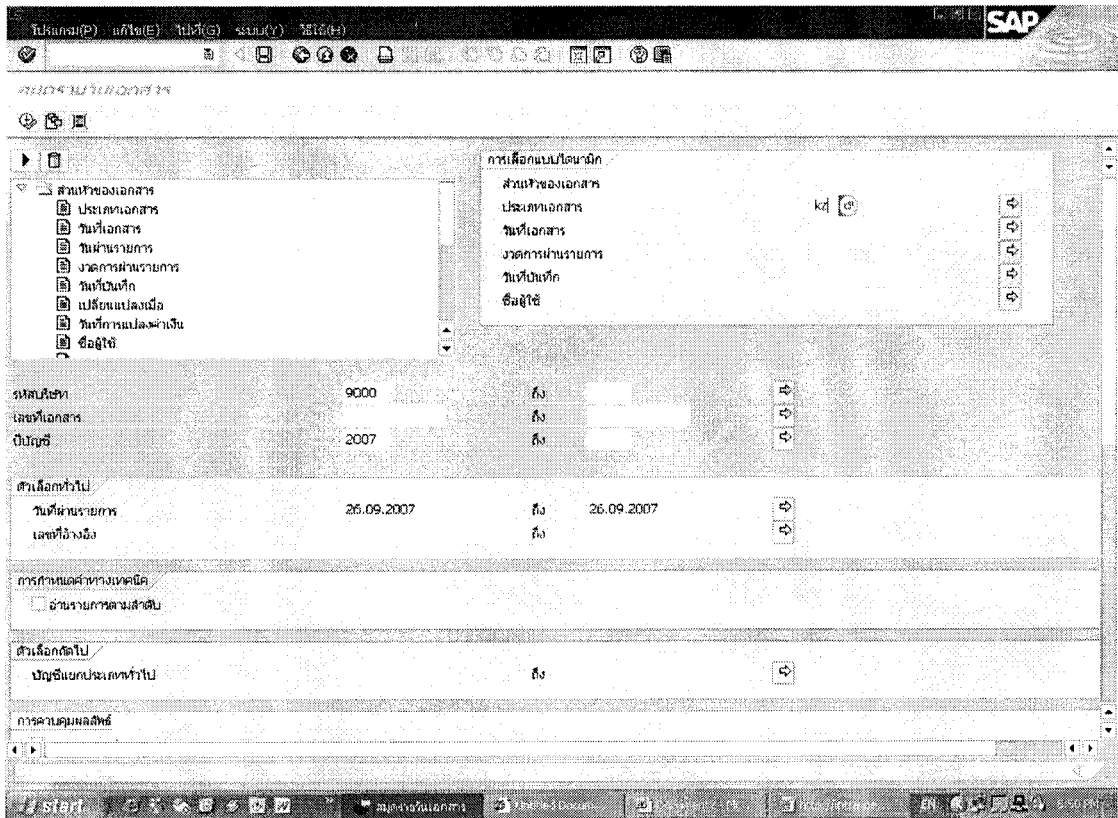 โปรแกรม(P) แก้ไข(E) ไปที่(G) ระบบ(Y) วิธีใช้(H)
SAP
สมุดรายวันเอกสาร
การเลือกแบบไดนามิก
ส่วนหัวของเอกสาร
ส่วนหัวของเอกสาร
ประเภทเอกสาร
ประเภทเอกสาร kz
วันที่เอกสาร
วันที่เอกสาร
วันผ่านรายการ
งวดการผ่านรายการ
งวดการผ่านรายการ
วันที่บันทึก
วันที่บันทึก
ชื่อผู้ใช้
เปลี่ยนแปลงเมื่อ
วันที่การแปลงค่าเงิน
ชื่อผู้ใช้
รหัสบริษัท 9000 ถึง
เลขที่เอกสาร ถึง
ปีบัญชี 2007 ถึง
ตัวเลือกทั่วไป
วันที่ผ่านรายการ 26.09.2007 ถึง 26.09.2007
เลขที่อ้างอิง ถึง
การกำหนดค่าทางเทคนิค
อ่านรายการตามลำดับ
ตัวเลือกถัดไป
บัญชีแยกประเภททั่วไป ถึง
การควบคุมผลลัพธ์
start สมุดรายวันเอกสาร EN